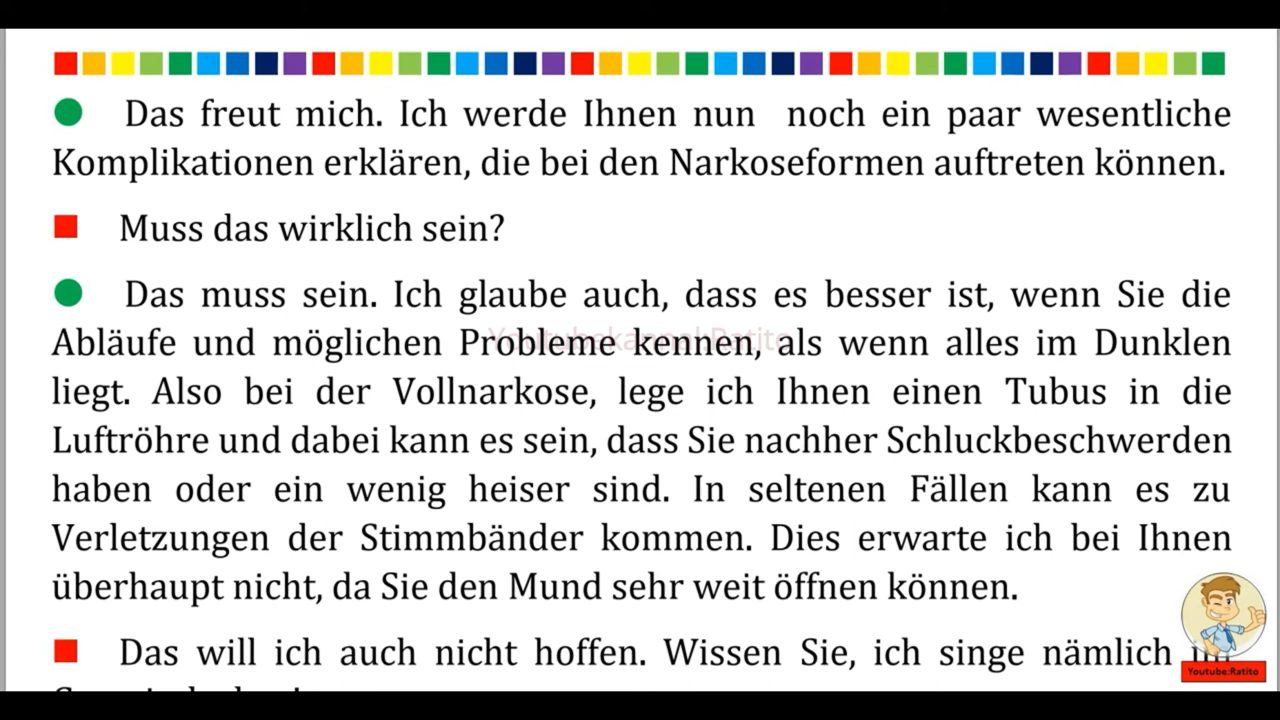 Das freut mich. Ich werde Ihnen nun noch ein paar wesentliche
Komplikationen erklären, die bei den Narkoseformen auftreten können.
Muss das wirklich sein?
Das muss sein. Ich glaube auch, dass es besser ist, wenn Sie die
Abläufe und möglichen Probleme kennen, als wenn alles im Dunklen
liegt. Also bei der Vollnarkose, lege ich Ihnen einen Tubus in die
Luftröhre und dabei kann es sein, dass Sie nachher Schluckbeschwerden
haben oder ein wenig heiser sind. In seltenen Fällen kann es zu
Verletzungen der Stimmbänder kommen. Dies erwarte ich bei Ihnen
überhaupt nicht, da Sie den Mund sehr weit öffnen können.
Das will ich auch nicht hoffen. Wissen Sie, ich singe nämlich
Youtube:Ratito